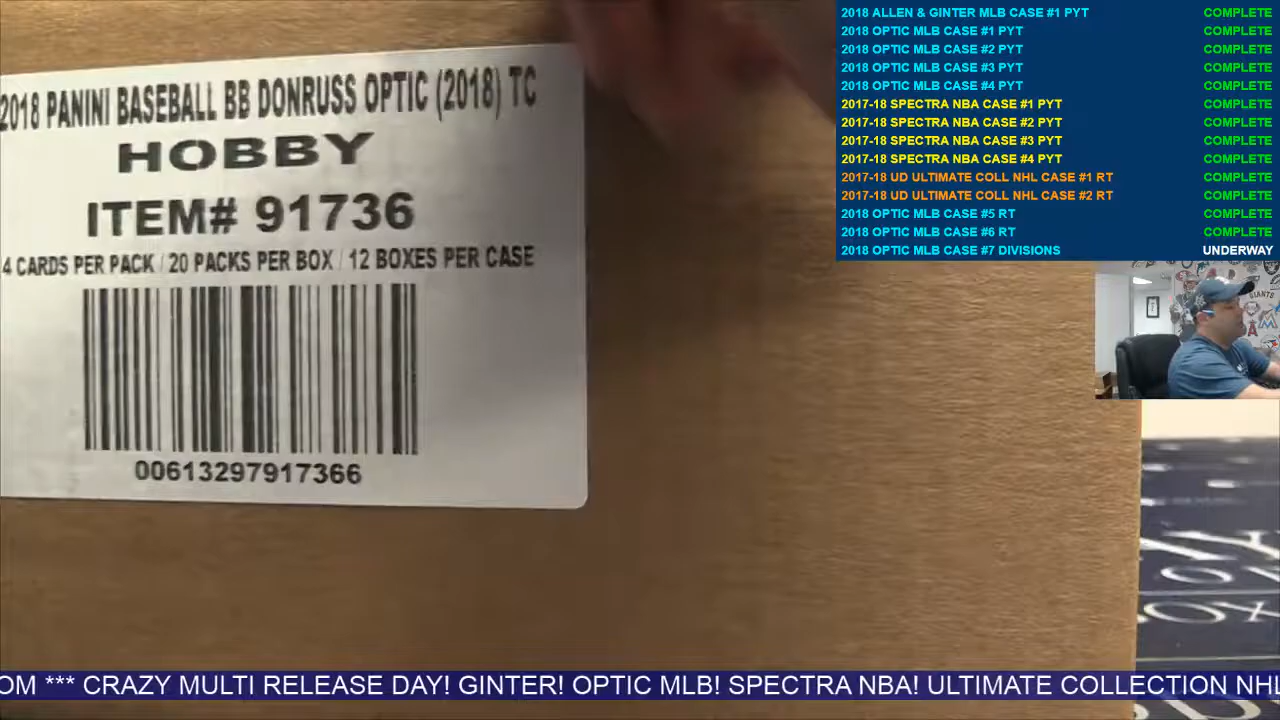 2018 PANINI BASEBALL BB DONRUSS OPTIC (2018) TC
HOBBY
ITEM# 91736
4 CARDS PER PACK / 20 PACKS PER BOX / 12 BOXES PER CASE
00613297917366
2018 ALLEN & GINTER MLB CASE #1 PYT COMPLETE
2018 OPTIC MLB CASE #1 PYT COMPLETE
2018 OPTIC MLB CASE #2 PYT COMPLETE
2018 OPTIC MLB CASE #3 PYT COMPLETE
2018 OPTIC MLB CASE #4 PYT COMPLETE
2017-18 SPECTRA NBA CASE #1 PYT COMPLETE
2017-18 SPECTRA NBA CASE #2 PYT COMPLETE
2017-18 SPECTRA NBA CASE #3 PYT COMPLETE
2017-18 SPECTRA NBA CASE #4 PYT COMPLETE
2017-18 UD ULTIMATE COLL NHL CASE #1 RT COMPLETE
2017-18 UD ULTIMATE COLL NHL CASE #2 RT COMPLETE
2018 OPTIC MLB CASE #5 RT COMPLETE
2018 OPTIC MLB CASE #6 RT COMPLETE
2018 OPTIC MLB CASE #7 DIVISIONS UNDERWAY
GIANTS
OM *** CRAZY MULTI RELEASE DAY! GINTER! OPTIC MLB! SPECTRA NBA! ULTIMATE COLLECTION NHL